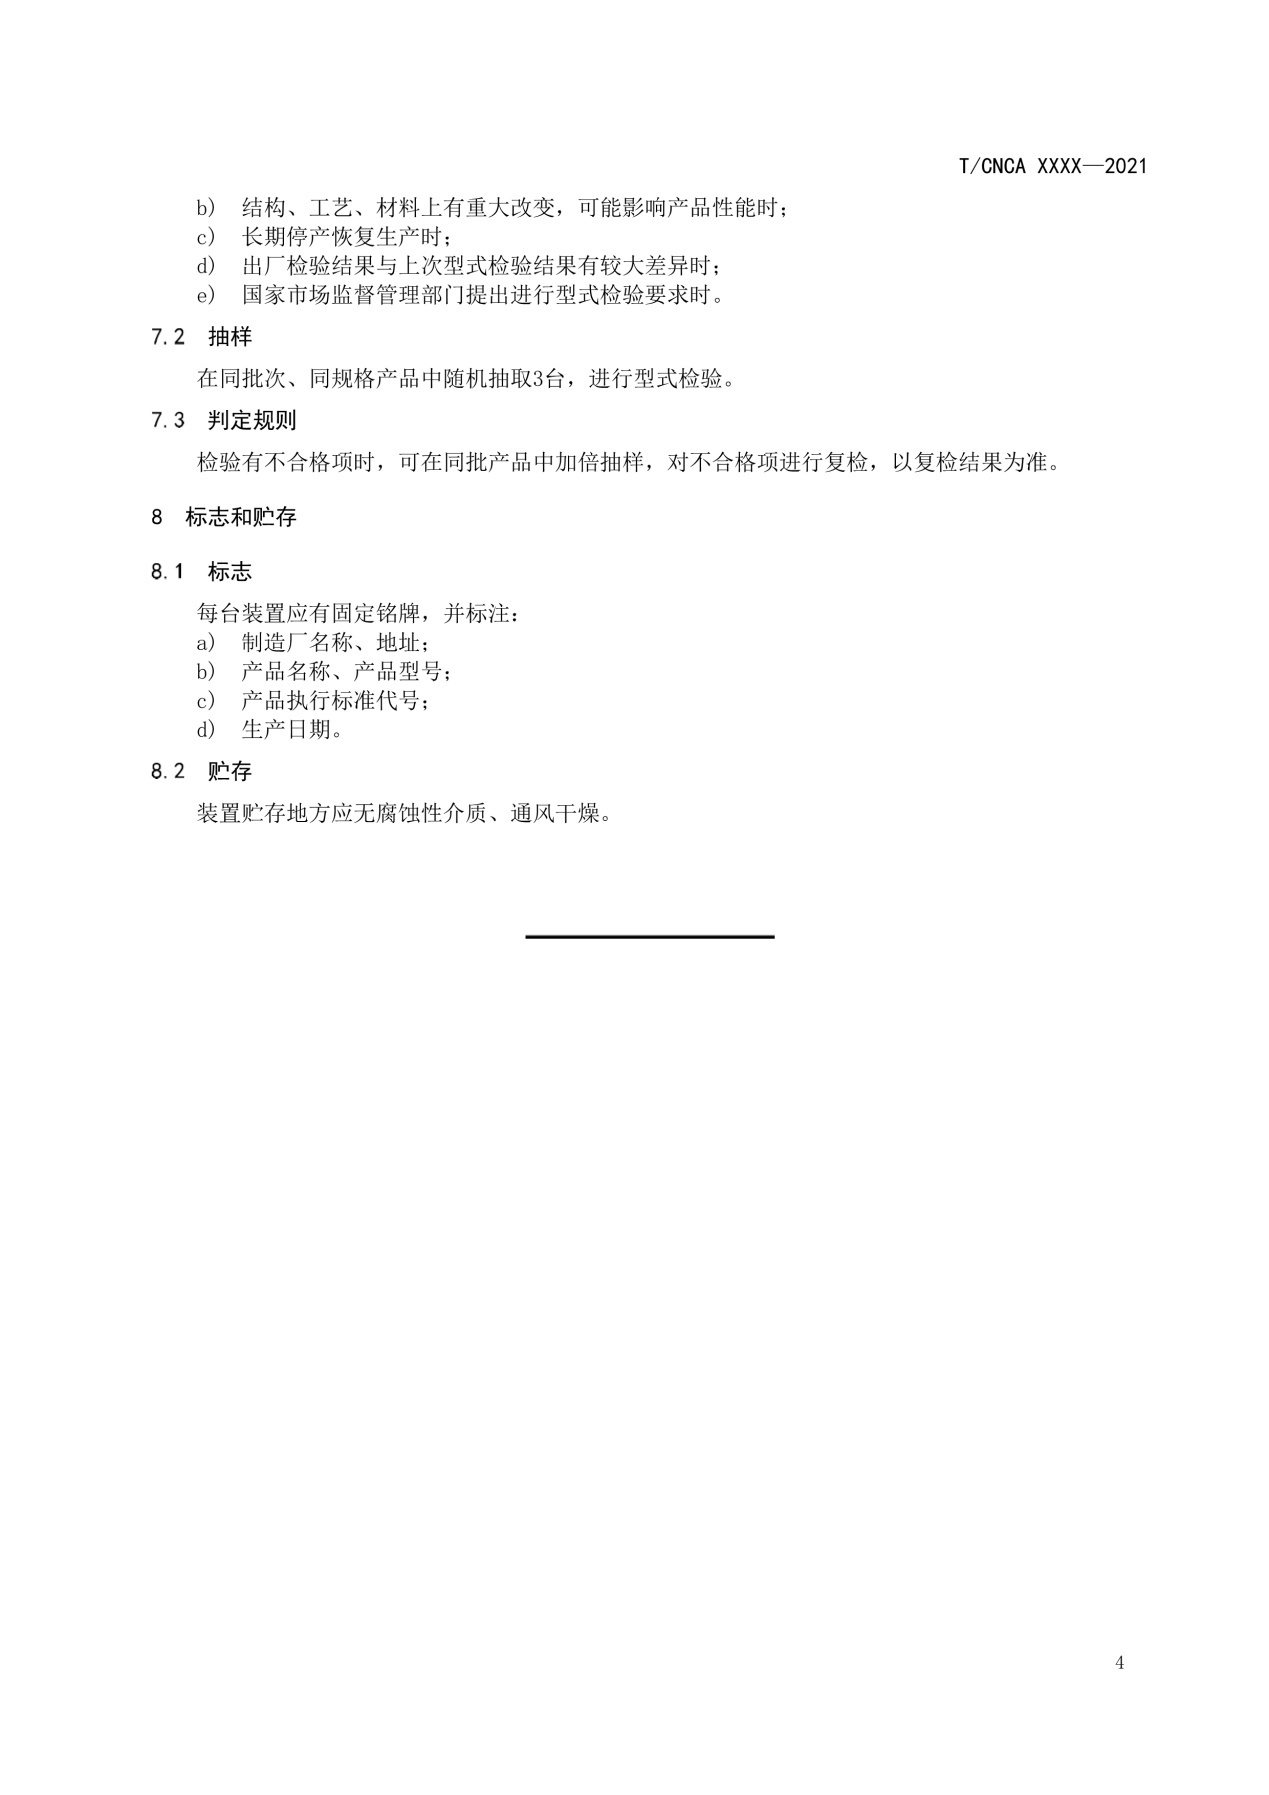 T/CNCA XXXX—2021
b) 结构、工艺、材料上有重大改变，可能影响产品性能时；
c) 长期停产恢复生产时；
d) 出厂检验结果与上次型式检验结果有较大差异时；
e) 国家市场监督管理部门提出进行型式检验要求时。
7.2 抽样
在同批次、同规格产品中随机抽取3台，进行型式检验。
7.3 判定规则
检验有不合格项时，可在同批产品中加倍抽样，对不合格项进行复检，以复检结果为准。
8 标志和贮存
8.1 标志
每台装置应有固定铭牌，并标注：
a) 制造厂名称、地址；
b) 产品名称、产品型号；
c) 产品执行标准代号；
d) 生产日期。
8.2 贮存
装置贮存地方应无腐蚀性介质、通风干燥。
4